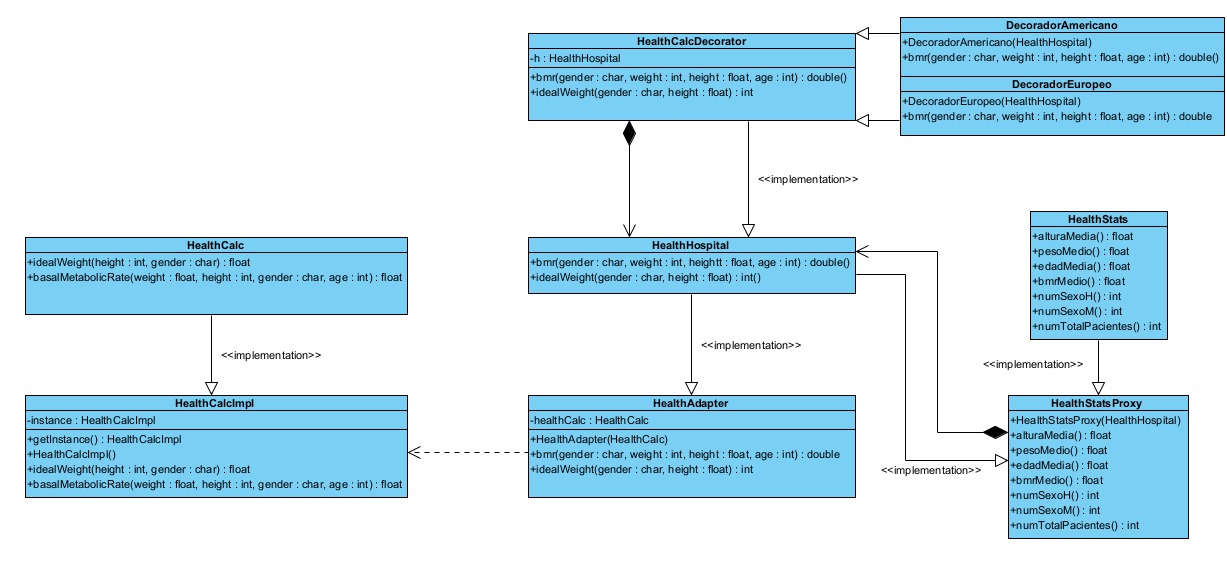 HealthCalcDecorator
-h : HealthHospital
+bmr(gender : char, weight : int, height : float, age : int) : double()
+idealWeight(gender : char, height : float) : int
DecoradorAmericano
+DecoradorAmericano(HealthHospital)
+bmr(gender : char, weight : int, height : float, age : int) : double()
DecoradorEuropeo
+DecoradorEuropeo(HealthHospital)
+bmr(gender : char, weight : int, height : float, age : int) : double
<<implementation>>
HealthCalc
+idealWeight(height : int, gender : char) : float
+basalMetabolicRate(weight : float, height : int, gender : char, age : int) : float
HealthHospital
+bmr(gender : char, weight : int, heightt : float, age : int) : double()
+idealWeight(gender : char, height : float) : int()
HealthStats
+alturaMedia() : float
+pesoMedio() : float
+edadMedia() : float
+bmrMedio() : float
+numSexoH() : int
+numSexoM() : int
+numTotalPacientes() : int
<<implementation>>
<<implementation>>
<<implementation>>
HealthCalcImpl
-instance : HealthCalcImpl
+getInstance() : HealthCalcImpl
+HealthCalcImpl()
+idealWeight(height : int, gender : char) : float
+basalMetabolicRate(weight : float, height : int, gender : char, age : int) : float
HealthAdapter
-healthCalc : HealthCalc
+HealthAdapter(HealthCalc)
+bmr(gender : char, weight : int, height : float, age : int) : double
+idealWeight(gender : char, height : float) : int
<<implementation>>
HealthStatsProxy
+HealthStatsProxy(HealthHospital)
+alturaMedia() : float
+pesoMedio() : float
+edadMedia() : float
+bmrMedio() : float
+numSexoH() : int
+numSexoM() : int
+numTotalPacientes() : int